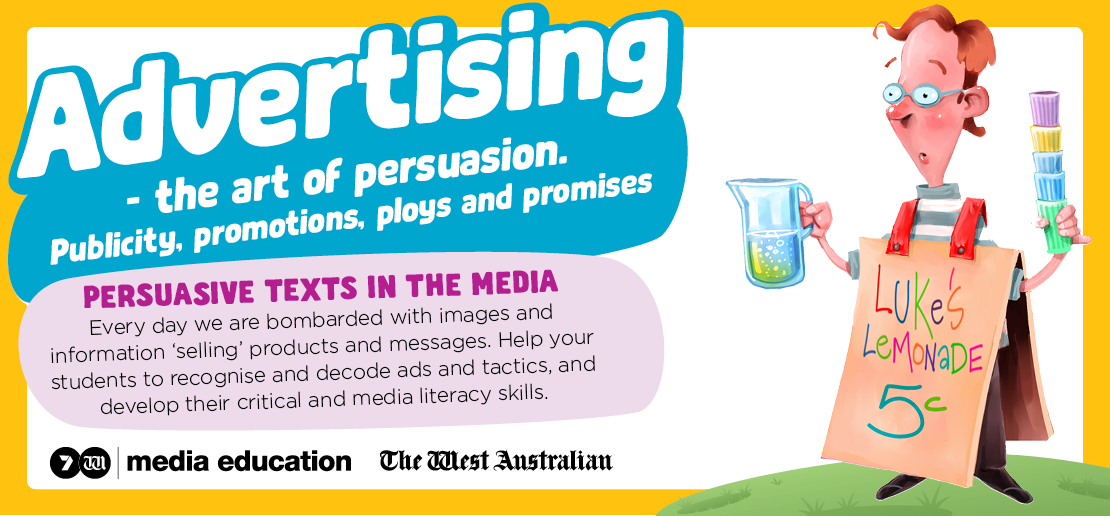 Advertising
- the art of persuasion.
Publicity, promotions, ploys and promises
PERSUASIVE TEXTS IN THE MEDIA
Every day we are bombarded with images and
information ‘selling’ products and messages. Help your
students to recognise and decode ads and tactics, and
develop their critical and media literacy skills.
7 W media education
The West Australian
LUKe's
LeMONaDE
5c